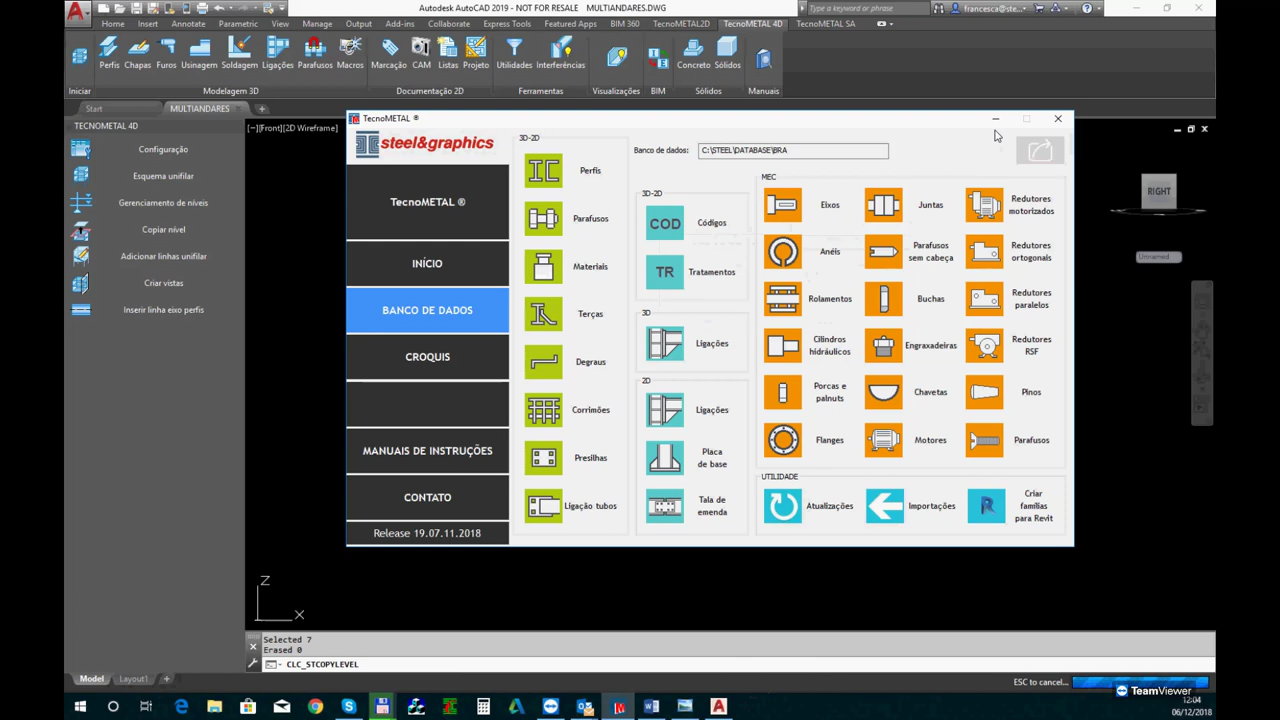 Autodesk AutoCAD 2019 - NOT FOR RESALE   MULTIANDARES.DWG
Type a keyword or phrase
francesca@ste...
Home Insert Annotate Parametric View Manage Output Add-ins Collaborate Express Tools Featured Apps BIM 360 TecnoMETAL2D TecnoMETAL 4D TecnoMETAL SA
Perfis Chapas Furos Usinagem Soldagem Ligações Parafusos Macros Marcação CAM Listas Projeto Utilidades Interferências Concreto Sólidos
Iniciar Modelagem 3D Documentação 2D Ferramentas Visualizações BIM Sólidos Manuais
Start MULTIANDARES
TECNOMETAL 4D
[-][Front][2D Wireframe]
Configuração
Esquema unifilar
Gerenciamento de níveis
Copiar nível
Adicionar linhas unifilar
Criar vistas
Inserir linha eixo perfis
TecnoMETAL ®
steel&graphics
TecnoMETAL ®
INÍCIO
BANCO DE DADOS
CROQUIS
MANUAIS DE INSTRUÇÕES
CONTATO
Release 19.07.11.2018
3D-2D
Perfis
Parafusos
Materiais
Terças
Degraus
Corrimões
Presilhas
Ligação tubos
Banco de dados: C:\STEEL\DATABASE\BRA
3D-2D
COD Códigos
TR Tratamentos
3D
Ligações
2D
Ligações
Placa
de base
Tala de
emenda
MEC
Eixos
Anéis
Rolamentos
Cilindros
hidráulicos
Porcas e
palnuts
Flanges
Juntas
Parafusos
sem cabeça
Buchas
Engraxadeiras
Chavetas
Motores
Redutores
motorizados
Redutores
ortogonais
Redutores
paralelos
Redutores
RSF
Pinos
Parafusos
UTILIDADE
Atualizações
Importações
Criar
famílias
para Revit
RIGHT
Unnamed
Z
X
Selected 7
Erased 0
CLC_STCOPYLEVEL
Model Layout1
ESC to cancel...
TeamViewer
12:04
06/12/2018